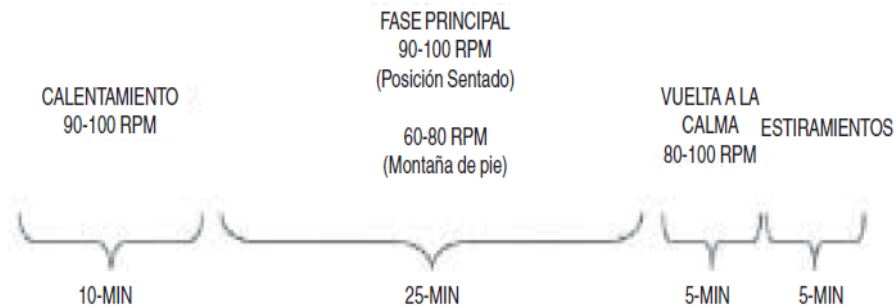 CALENTAMIENTO
90-100 RPM
FASE PRINCIPAL
90-100 RPM
(Posición Sentado)
60-80 RPM
(Montaña de pie)
VUELTA A LA
CALMA
80-100 RPM
ESTIRAMIENTOS
10-MIN
25-MIN
5-MIN
5-MIN